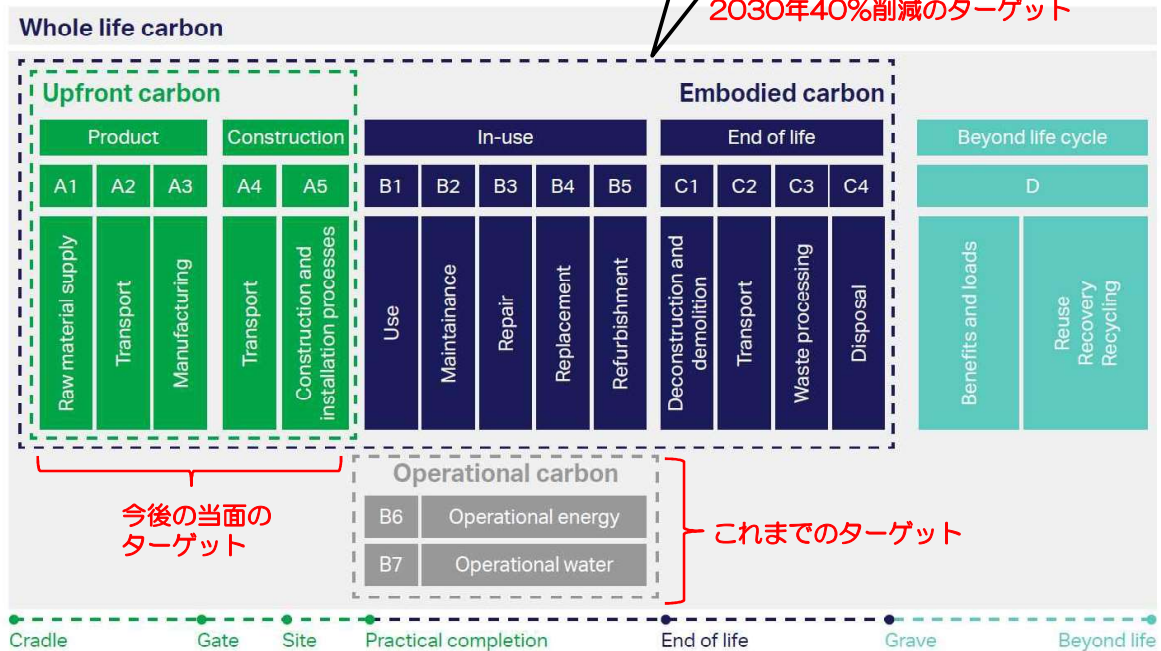 2030年40%削減のターゲット
Whole life carbon
Upfront carbon
Embodied carbon
Product
Construction
In-use
End of life
Beyond life cycle
A1
A2
A3
A4
A5
B1
B2
B3
B4
B5
C1
C2
C3
C4
D
Raw material supply
Transport
Manufacturing
Transport
Construction and
installation processes
Use
Maintainance
Repair
Replacement
Refurbishment
Deconstruction and
demolition
Transport
Waste processing
Disposal
Benefits and loads
Reuse
Recovery
Recycling
今後の当面の
ターゲット
Operational carbon
B6
Operational energy
B7
Operational water
これまでのターゲット
Cradle
Gate
Site
Practical completion
End of life
Grave
Beyond life